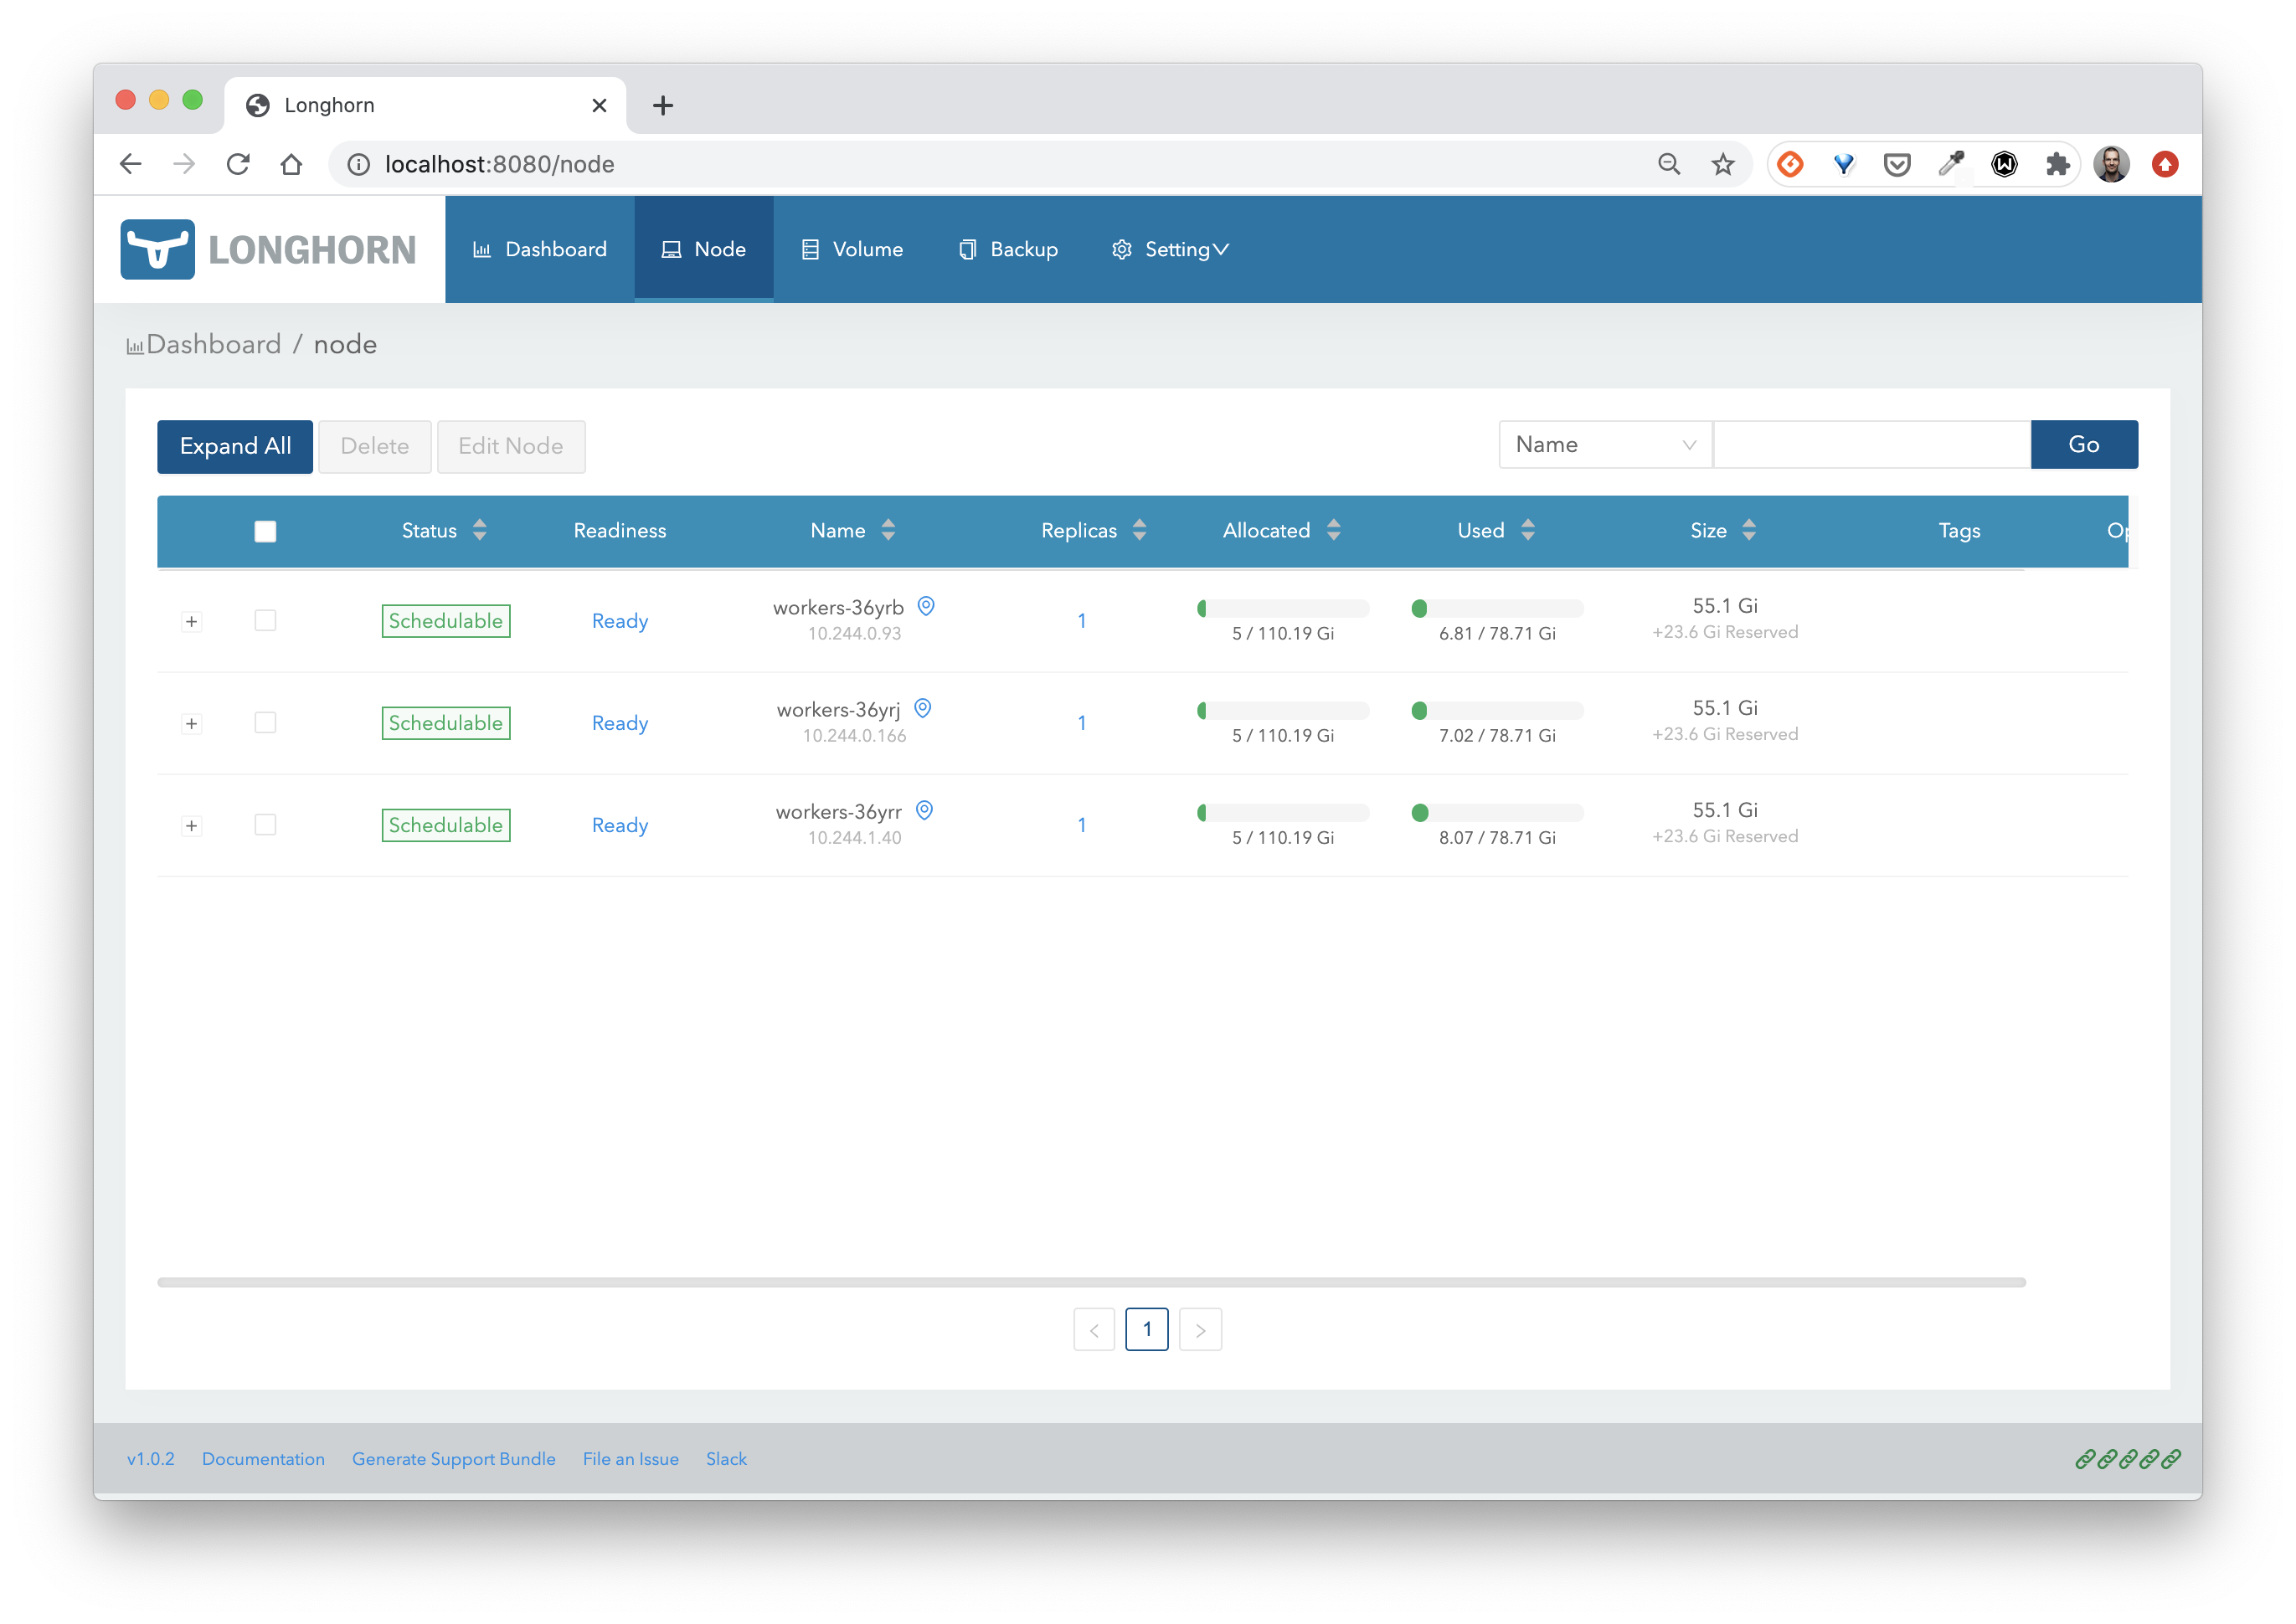 Longhorn
localhost:8080/node
LONGHORN
Dashboard
Node
Volume
Backup
Setting
Dashboard / node
Expand All
Delete
Edit Node
Name
Go
Status Readiness Name Replicas Allocated Used Size Tags
Schedulable Ready workers-36yrb 1 5 / 110.19 Gi 6.81 / 78.71 Gi 55.1 Gi
10.244.0.93 +23.6 Gi Reserved
Schedulable Ready workers-36yrj 1 5 / 110.19 Gi 7.02 / 78.71 Gi 55.1 Gi
10.244.0.166 +23.6 Gi Reserved
Schedulable Ready workers-36yrr 1 5 / 110.19 Gi 8.07 / 78.71 Gi 55.1 Gi
10.244.1.40 +23.6 Gi Reserved
1
v1.0.2 Documentation Generate Support Bundle File an Issue Slack